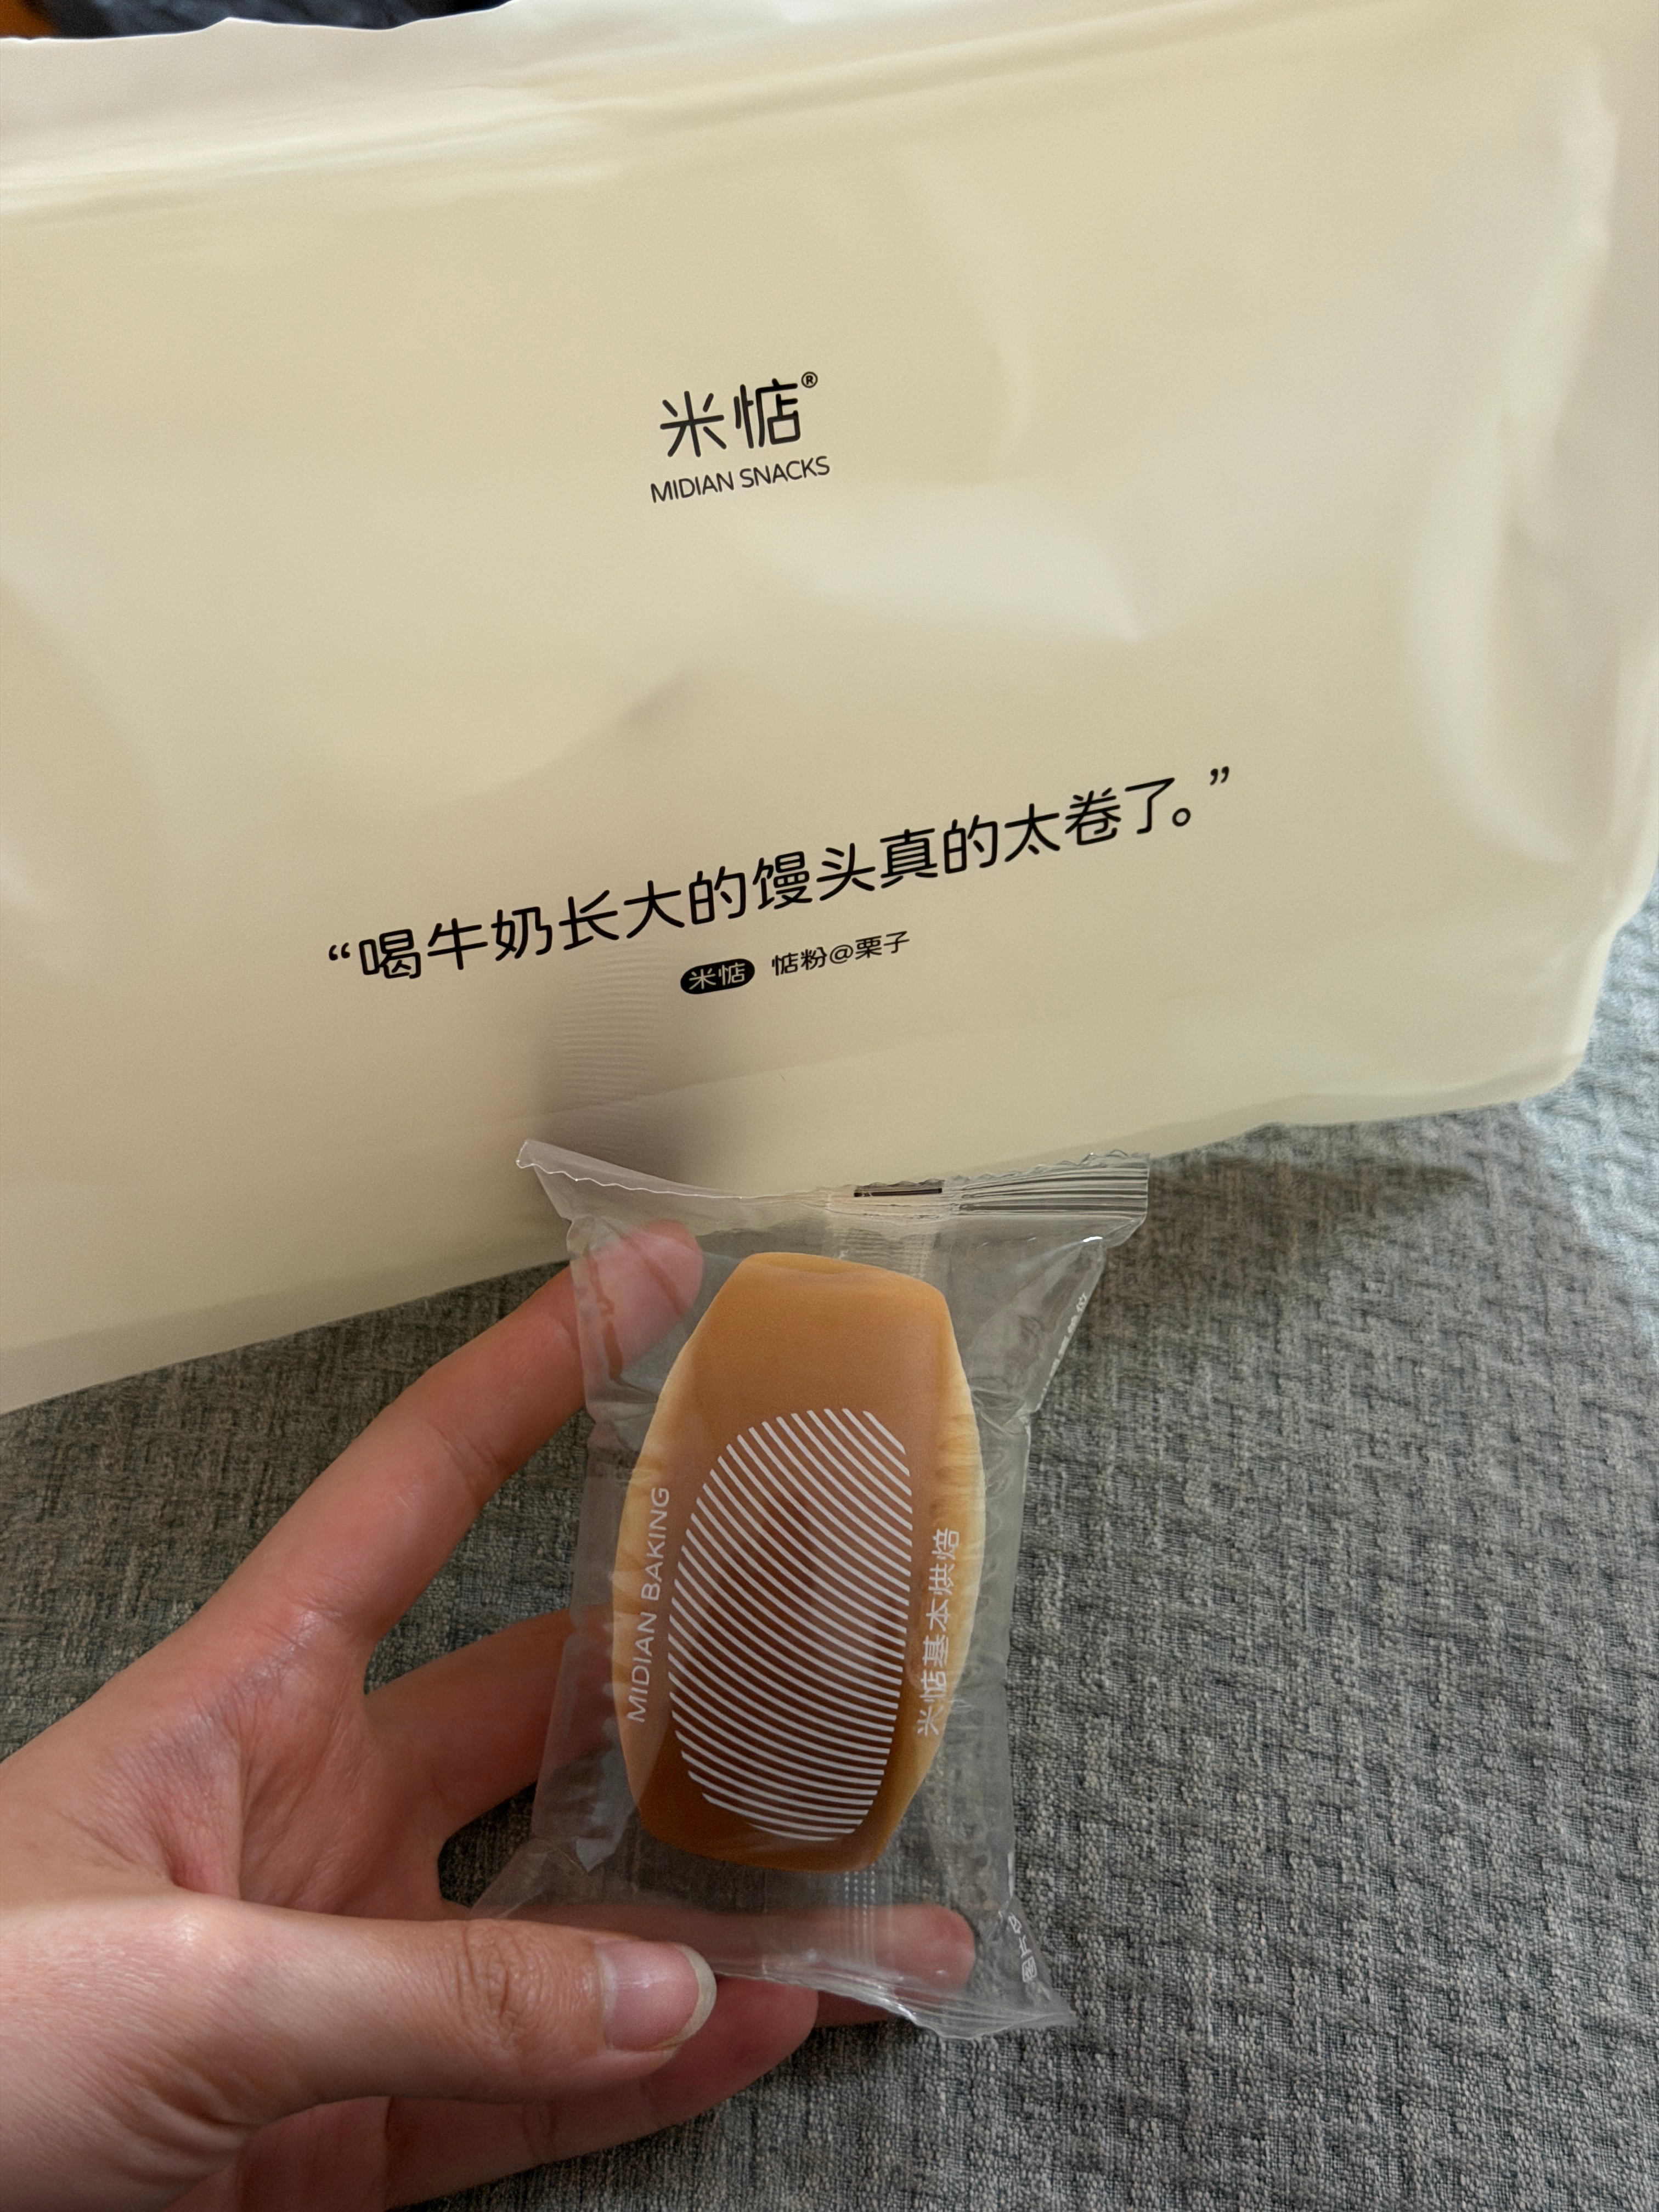 米惦®
MIDIAN SNACKS
“喝牛奶长大的馒头真的太卷了。”
米惦 惦粉@栗子
MIDIAN BAKING
米惦基本烘焙